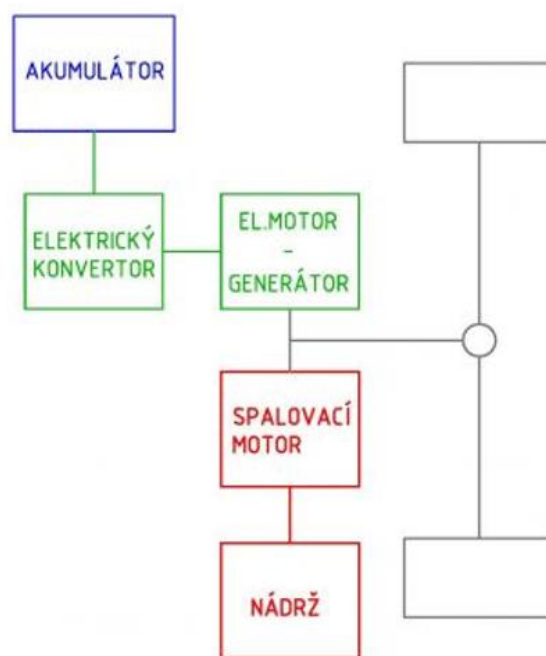 AKUMULÁTOR
ELEKTRICKÝ
KONVERTOR
EL.MOTOR
-
GENERÁTOR
SPALOVACÍ
MOTOR
NÁDRŽ